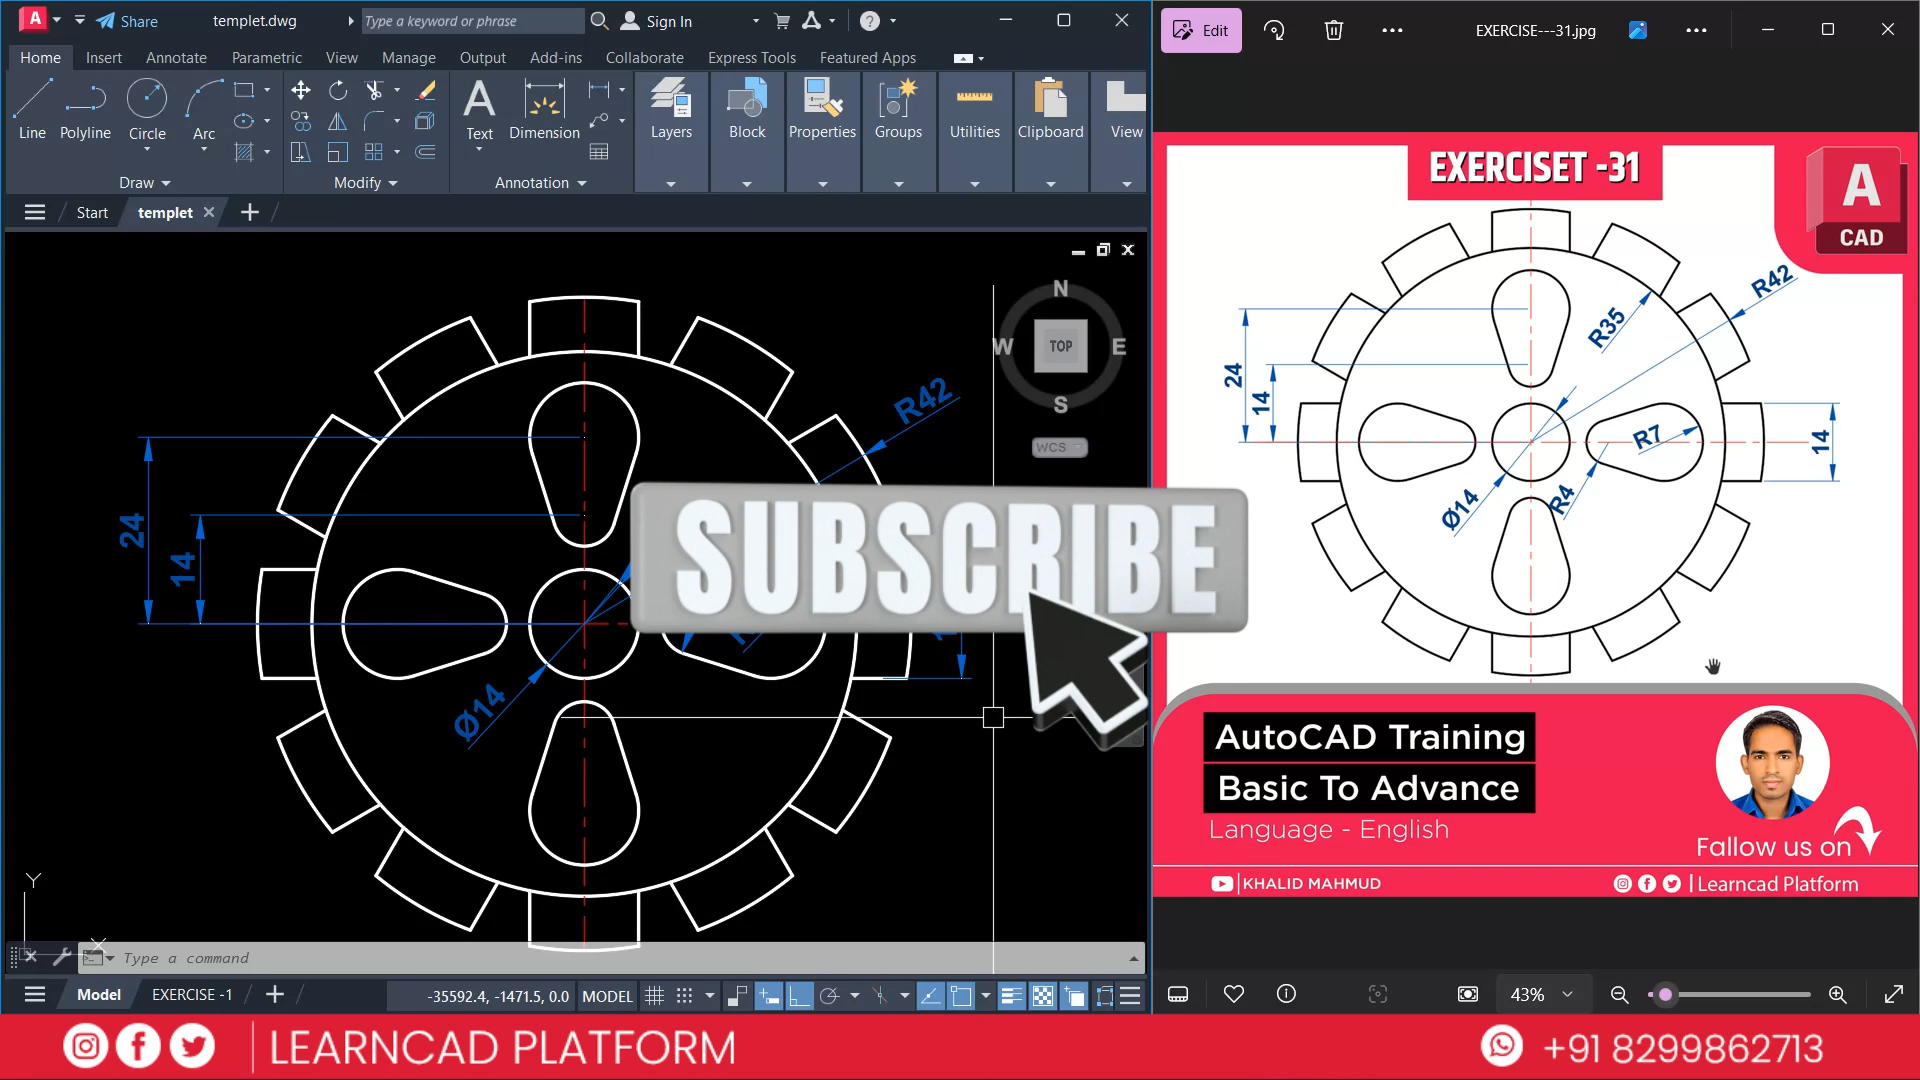 A Share templet.dwg Type a keyword or phrase Sign In
Home Insert Annotate Parametric View Manage Output Add-ins Collaborate Express Tools Featured Apps
Line Polyline Circle Arc Text Dimension Layers Block Properties Groups Utilities Clipboard View
Draw Modify Annotation
Start templet
N
W TOP E
S
WCS
R42
24
14
Ø14
SUBSCRIBE
Y
X
Type a command
Model EXERCISE -1
-35592.4, -1471.5, 0.0 MODEL
Edit EXERCISE---31.jpg
EXERCISET -31
A
CAD
R42
R35
24
14
R7
14
Ø14
R4
AutoCAD Training
Basic To Advance
Language - English
Fallow us on
KHALID MAHMUD
Learncad Platform
43%
LEARNCAD PLATFORM
+91 8299862713